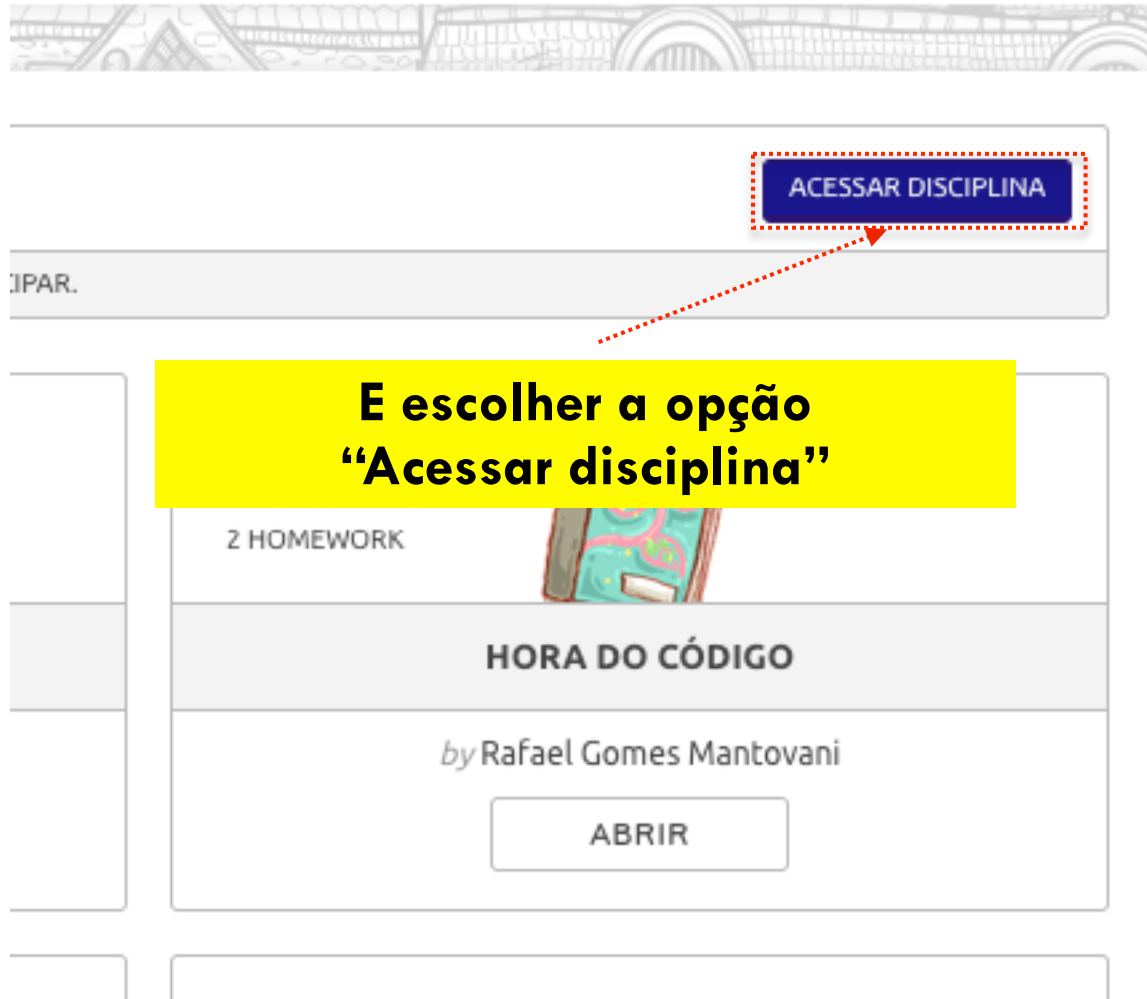 ACESSAR DISCIPLINA
IPAR.
E escolher a opção
“Acessar disciplina”
2 HOMEWORK
HORA DO CÓDIGO
by Rafael Gomes Mantovani
ABRIR